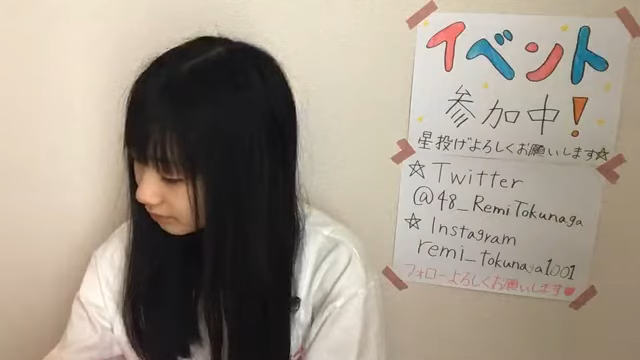 イベント
参加中!
星投げよろしくお願いします☆
☆ Twitter
@48_RemiTokunaga
☆ Instagram
remi_tokunaga1001
フォローよろしくお願いします♥